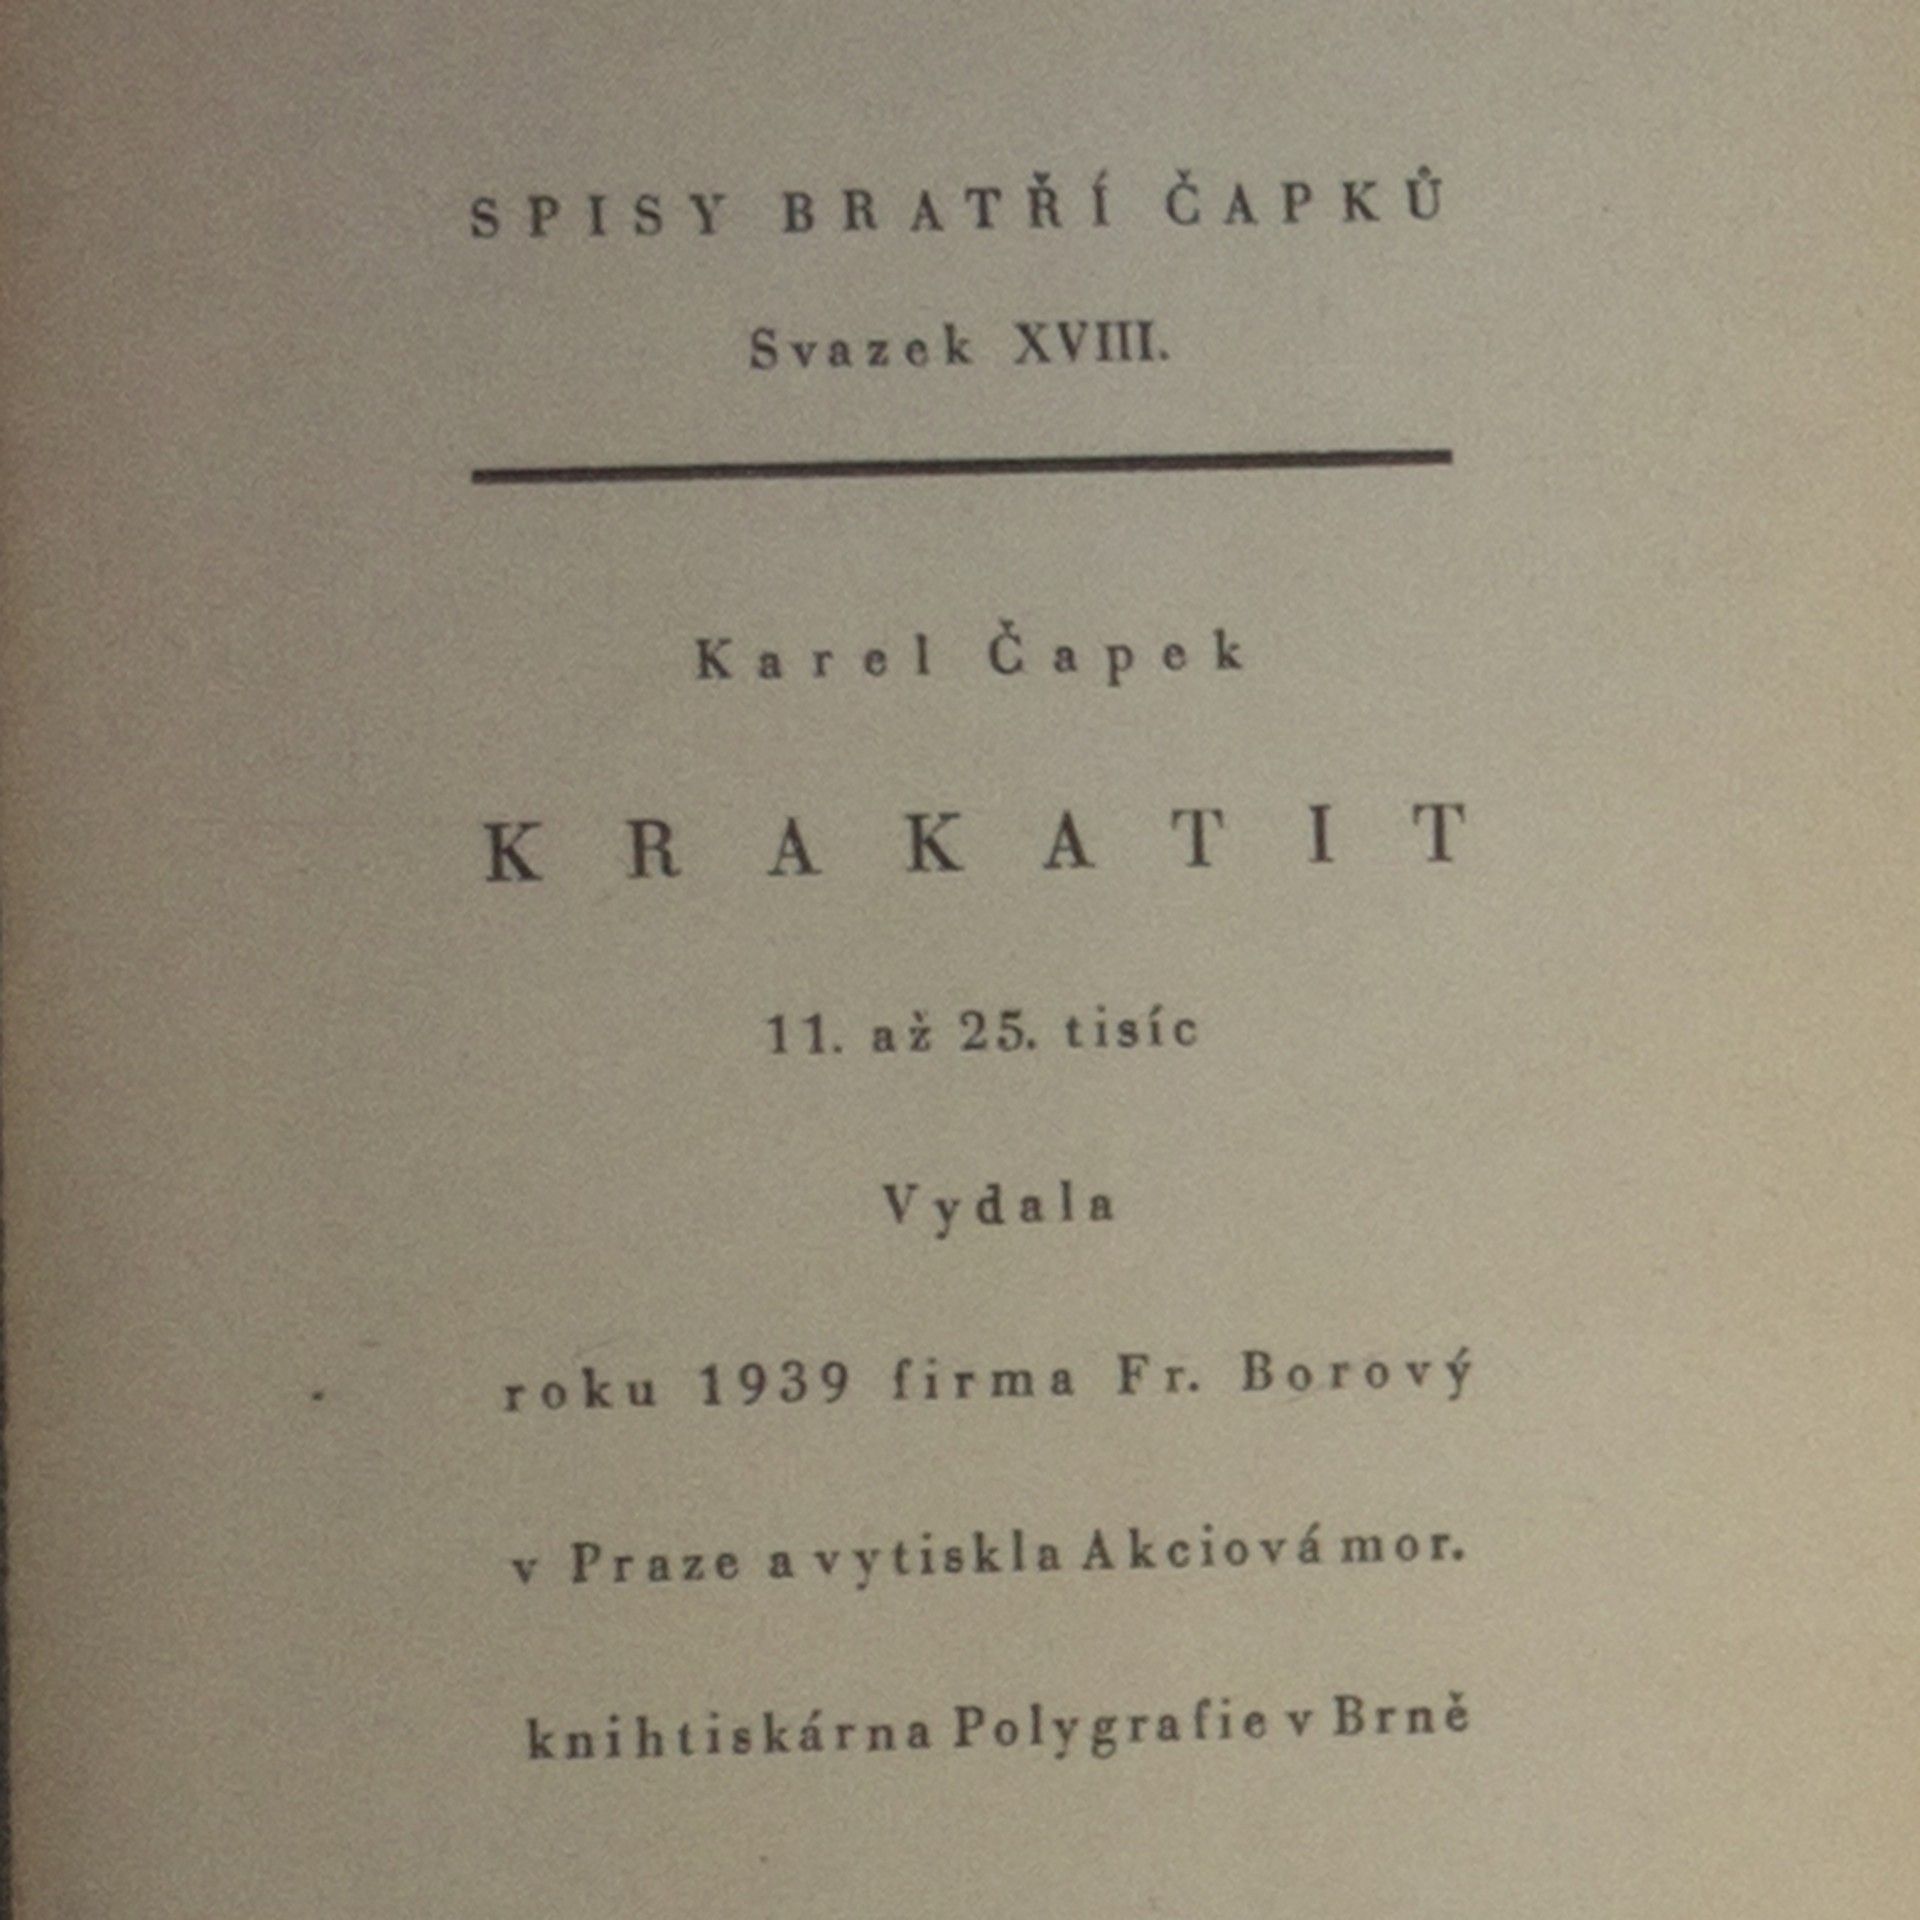 SPISY BRATŘÍ ČAPKŮ
Svazek XVIII.
Karel Čapek
KRAKATIT
11. až 25. tisíc
Vydala
roku 1939 firma Fr. Borový
v Praze a vytiskla Akciová mor.
knihtiskárna Polygrafie v Brně